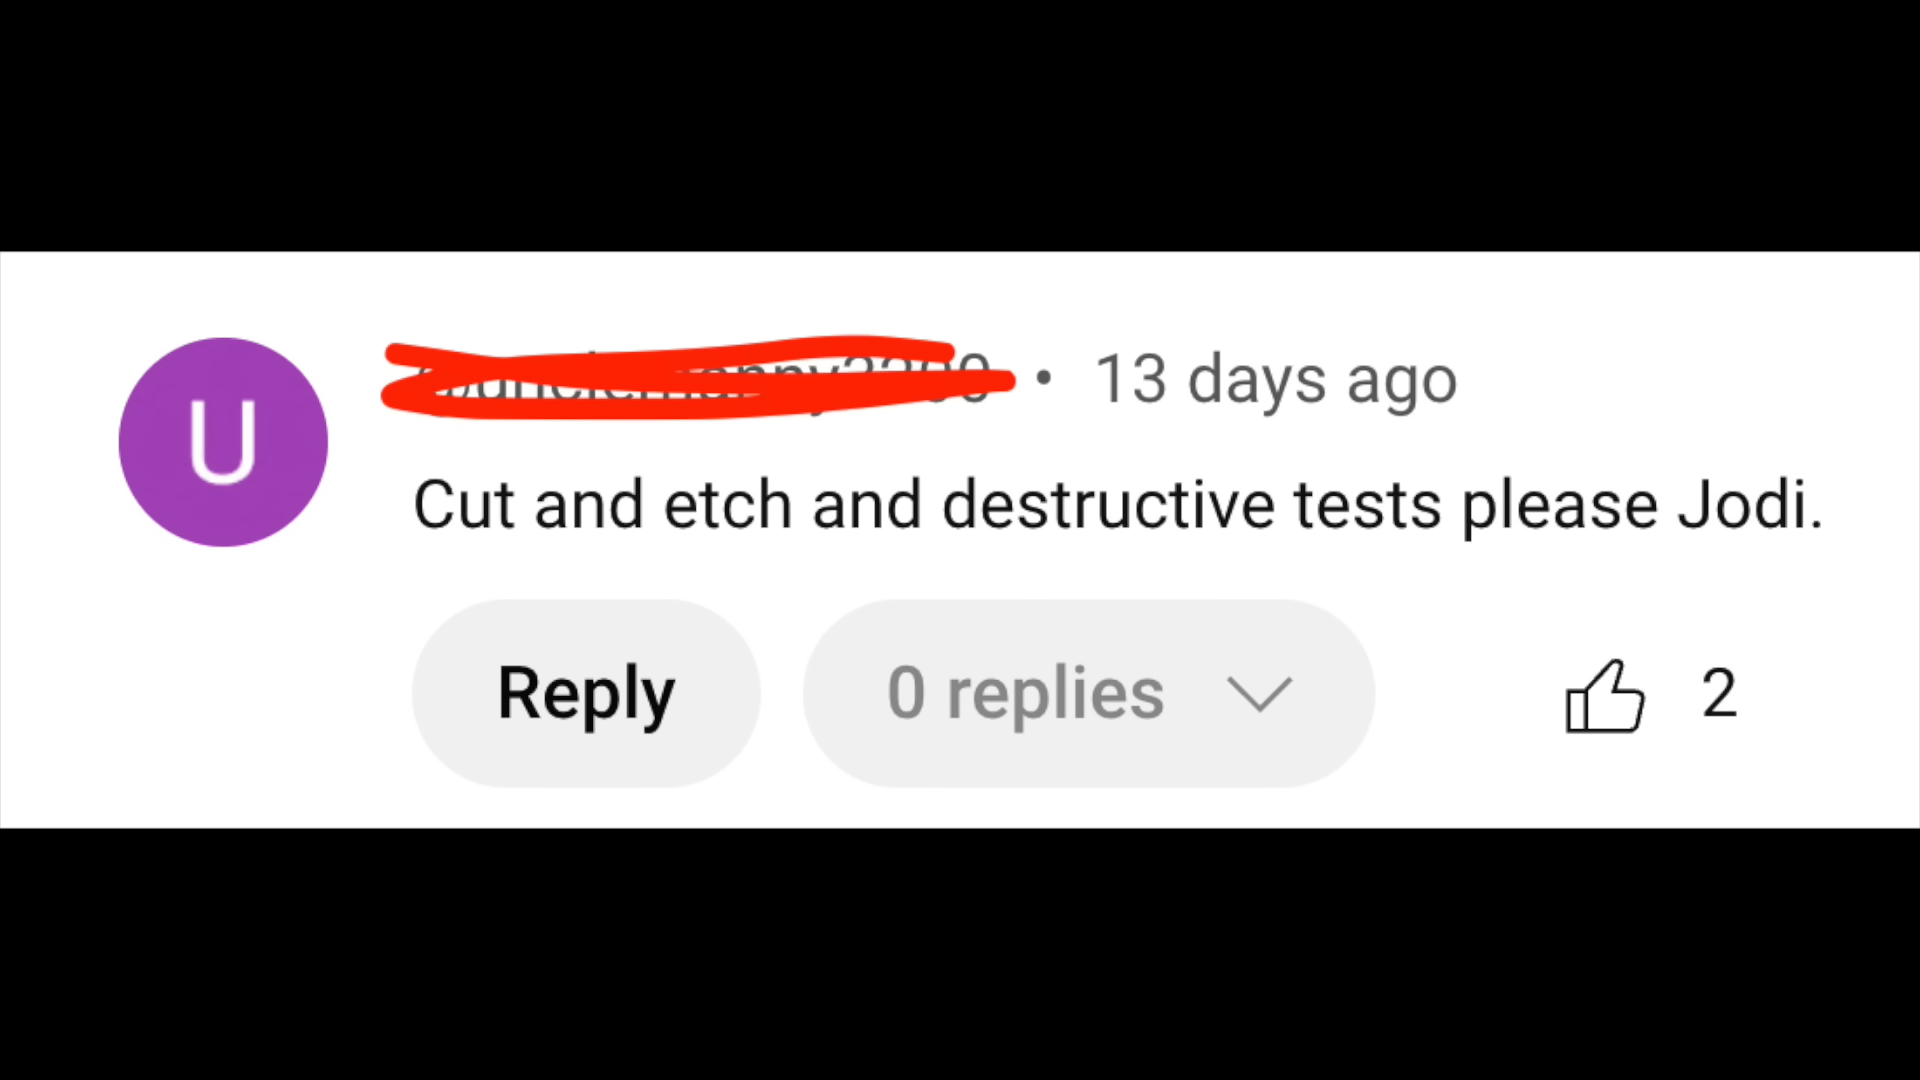 U
• 13 days ago
Cut and etch and destructive tests please Jodi.
Reply
0 replies
2